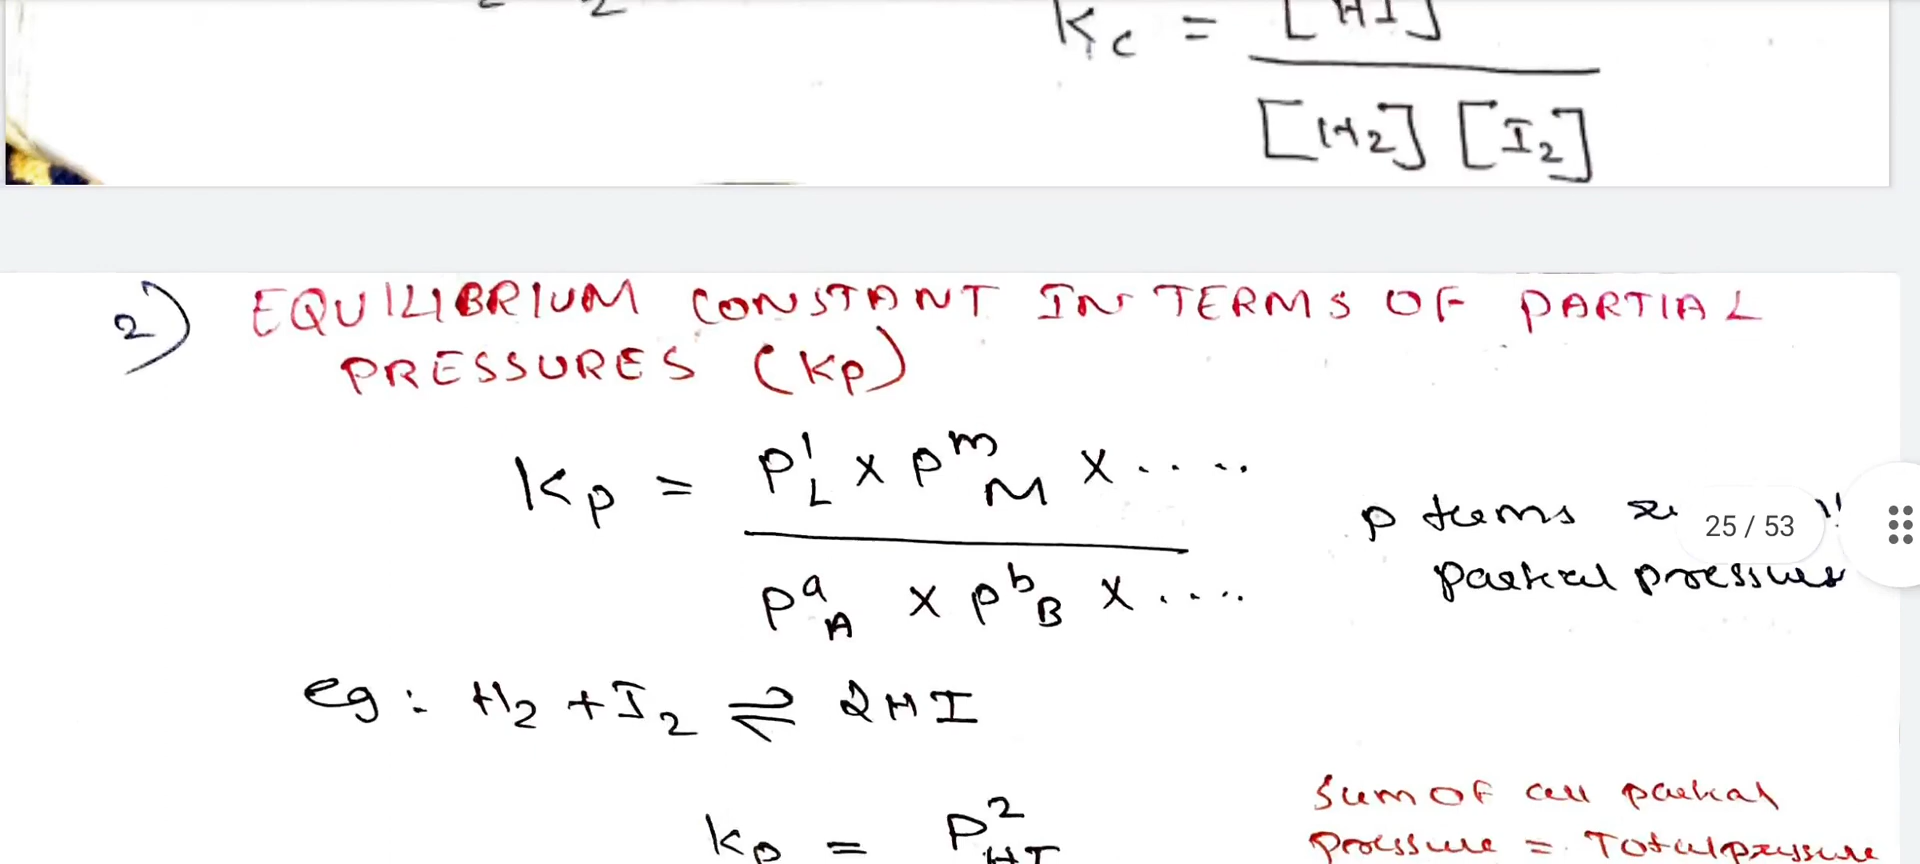 Kc = [HI]
[H2] [I2]
2) EQUILIBRIUM CONSTANT IN TERMS OF PARTIAL
PRESSURES (Kp)
Kp = P^l_L x P^m_M x .....
P^a_A x P^b_B x ....
p terms
25 / 53
partial pressures
eg: H2 + I2 ⇌ 2HI
Kp = P^2_HI
Sum of all partial
pressure = Total pressure